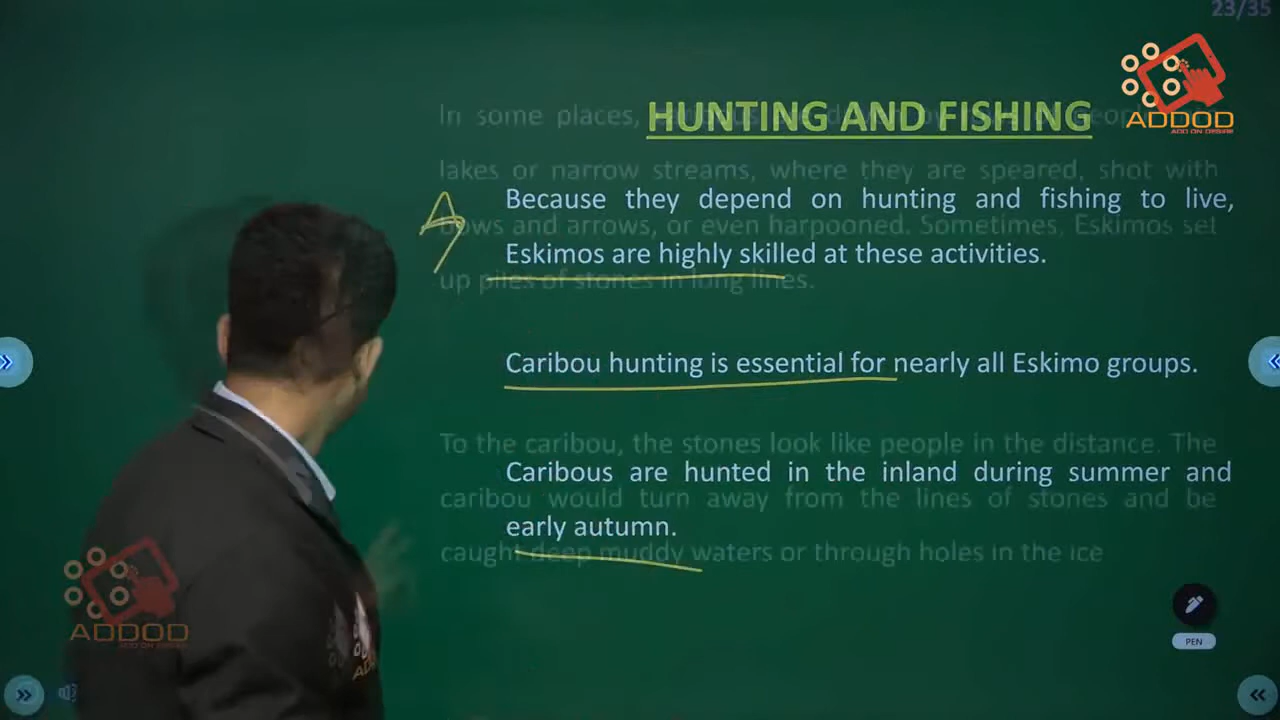 23/35
ADDOD
ADD ON DESIRE
HUNTING AND FISHING
In some places,
lakes or narrow streams, where they are speared, shot with
Because they depend on hunting and fishing to live,
and arrows, or even harpooned. Sometimes, Eskimos set
Eskimos are highly skilled at these activities.
up piles of stones in long lines.
Caribou hunting is essential for nearly all Eskimo groups.
To the caribou, the stones look like people in the distance. The
Caribous are hunted in the inland during summer and
caribou would turn away from the lines of stones and be
early autumn.
caught deep muddy waters or through holes in the ice
PEN
ADDOD